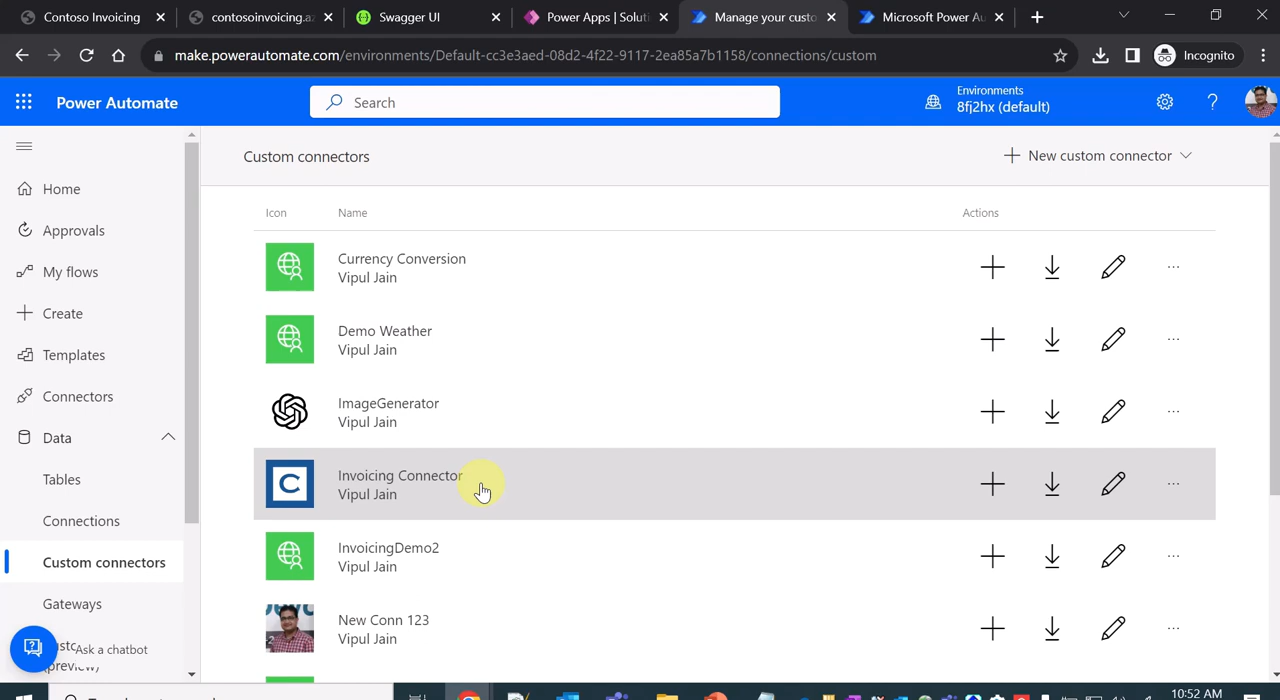 Contoso Invoicing
contosoinvoicing.az
Swagger UI
Power Apps | Soluti
Manage your custo
Microsoft Power Au
make.powerautomate.com/environments/Default-cc3e3aed-08d2-4f22-9117-2ea85a7b1158/connections/custom
Incognito
Power Automate
Search
Environments
8fj2hx (default)
Home
Approvals
My flows
Create
Templates
Connectors
Data
Tables
Connections
Custom connectors
Gateways
(preview)
Ask a chatbot
Custom connectors
New custom connector
Icon
Name
Actions
Currency Conversion
Vipul Jain
Demo Weather
Vipul Jain
ImageGenerator
Vipul Jain
C
Invoicing Connector
Vipul Jain
InvoicingDemo2
Vipul Jain
New Conn 123
Vipul Jain
10:52 AM